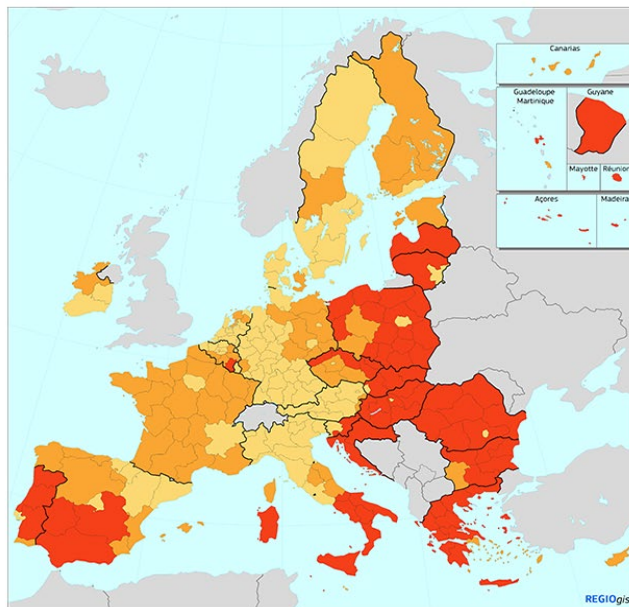 Canarias
Guadeloupe
Martinique
Guyane
Mayotte
Réunion
Açores
Madeira
REGIOgis